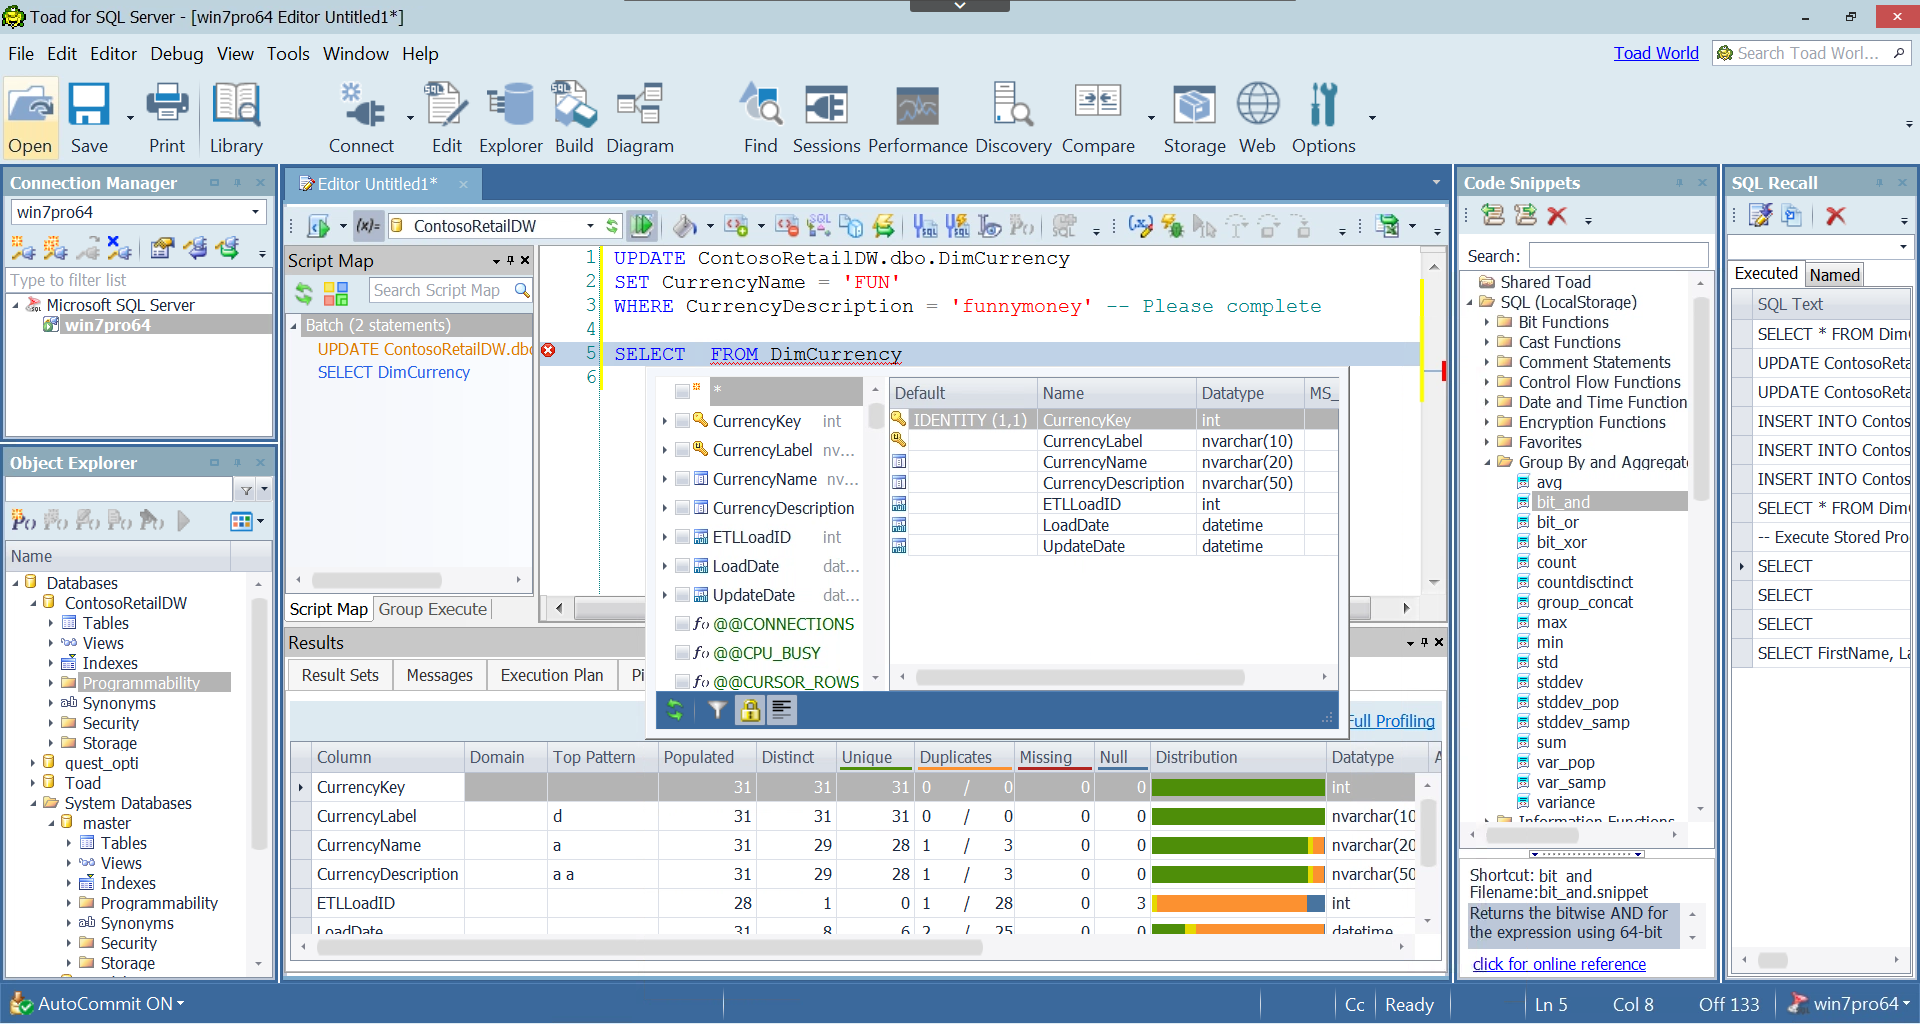 Toad for SQL Server - [win7pro64 Editor Untitled1*]
File Edit Editor Debug View Tools Window Help
Toad World
Search Toad Worl...
Open Save Print Library Connect Edit Explorer Build Diagram Find Sessions Performance Discovery Compare Storage Web Options
Connection Manager
win7pro64
Type to filter list
Microsoft SQL Server
win7pro64
Object Explorer
Name
Databases
ContosoRetailDW
Tables
Views
Indexes
Programmability
Synonyms
Security
Storage
quest_opti
Toad
System Databases
master
Tables
Views
Indexes
Programmability
Synonyms
Security
Storage
Editor Untitled1*
(x)= ContosoRetailDW
Script Map
Search Script Map
Batch (2 statements)
UPDATE ContosoRetailDW.dbo
SELECT DimCurrency
Script Map Group Execute
1 UPDATE ContosoRetailDW.dbo.DimCurrency
2 SET CurrencyName = 'FUN'
3 WHERE CurrencyDescription = 'funnymoney' -- Please complete
4
5 SELECT  FROM DimCurrency
6
*
CurrencyKey int
CurrencyLabel nv...
CurrencyName nv...
CurrencyDescription
ETLLoadID int
LoadDate dat...
UpdateDate dat...
@@CONNECTIONS
@@CPU_BUSY
@@CURSOR_ROWS
Default Name Datatype MS_
IDENTITY (1,1) CurrencyKey int
CurrencyLabel nvarchar(10)
CurrencyName nvarchar(20)
CurrencyDescription nvarchar(50)
ETLLoadID int
LoadDate datetime
UpdateDate datetime
Results
Result Sets Messages Execution Plan Pi
Full Profiling
Column Domain Top Pattern Populated Distinct Unique Duplicates Missing Null Distribution Datatype A
CurrencyKey 31 31 31 0 / 0 0 0 int
CurrencyLabel d 31 31 31 0 / 0 0 0 nvarchar(10
CurrencyName a 31 29 28 1 / 3 0 0 nvarchar(20
CurrencyDescription a a 31 29 28 1 / 3 0 0 nvarchar(50
ETLLoadID 28 1 0 1 / 28 0 3 int
LoadDate 31 8 6 2 / 25 0 0 datetime
Code Snippets
Search:
Shared Toad
SQL (LocalStorage)
Bit Functions
Cast Functions
Comment Statements
Control Flow Functions
Date and Time Function
Encryption Functions
Favorites
Group By and Aggregate
avg
bit_and
bit_or
bit_xor
count
countdisctinct
group_concat
max
min
std
stddev
stddev_pop
stddev_samp
sum
var_pop
var_samp
variance
Information Functions
Shortcut: bit_and
Filename:bit_and.snippet
Returns the bitwise AND for
the expression using 64-bit
click for online reference
SQL Recall
Executed Named
SQL Text
SELECT * FROM Dim
UPDATE ContosoReta
UPDATE ContosoReta
INSERT INTO Contos
INSERT INTO Contos
INSERT INTO Contos
SELECT * FROM Dim
-- Execute Stored Pro
SELECT
SELECT
SELECT
SELECT FirstName, La
AutoCommit ON
Cc Ready Ln 5 Col 8 Off 133 win7pro64